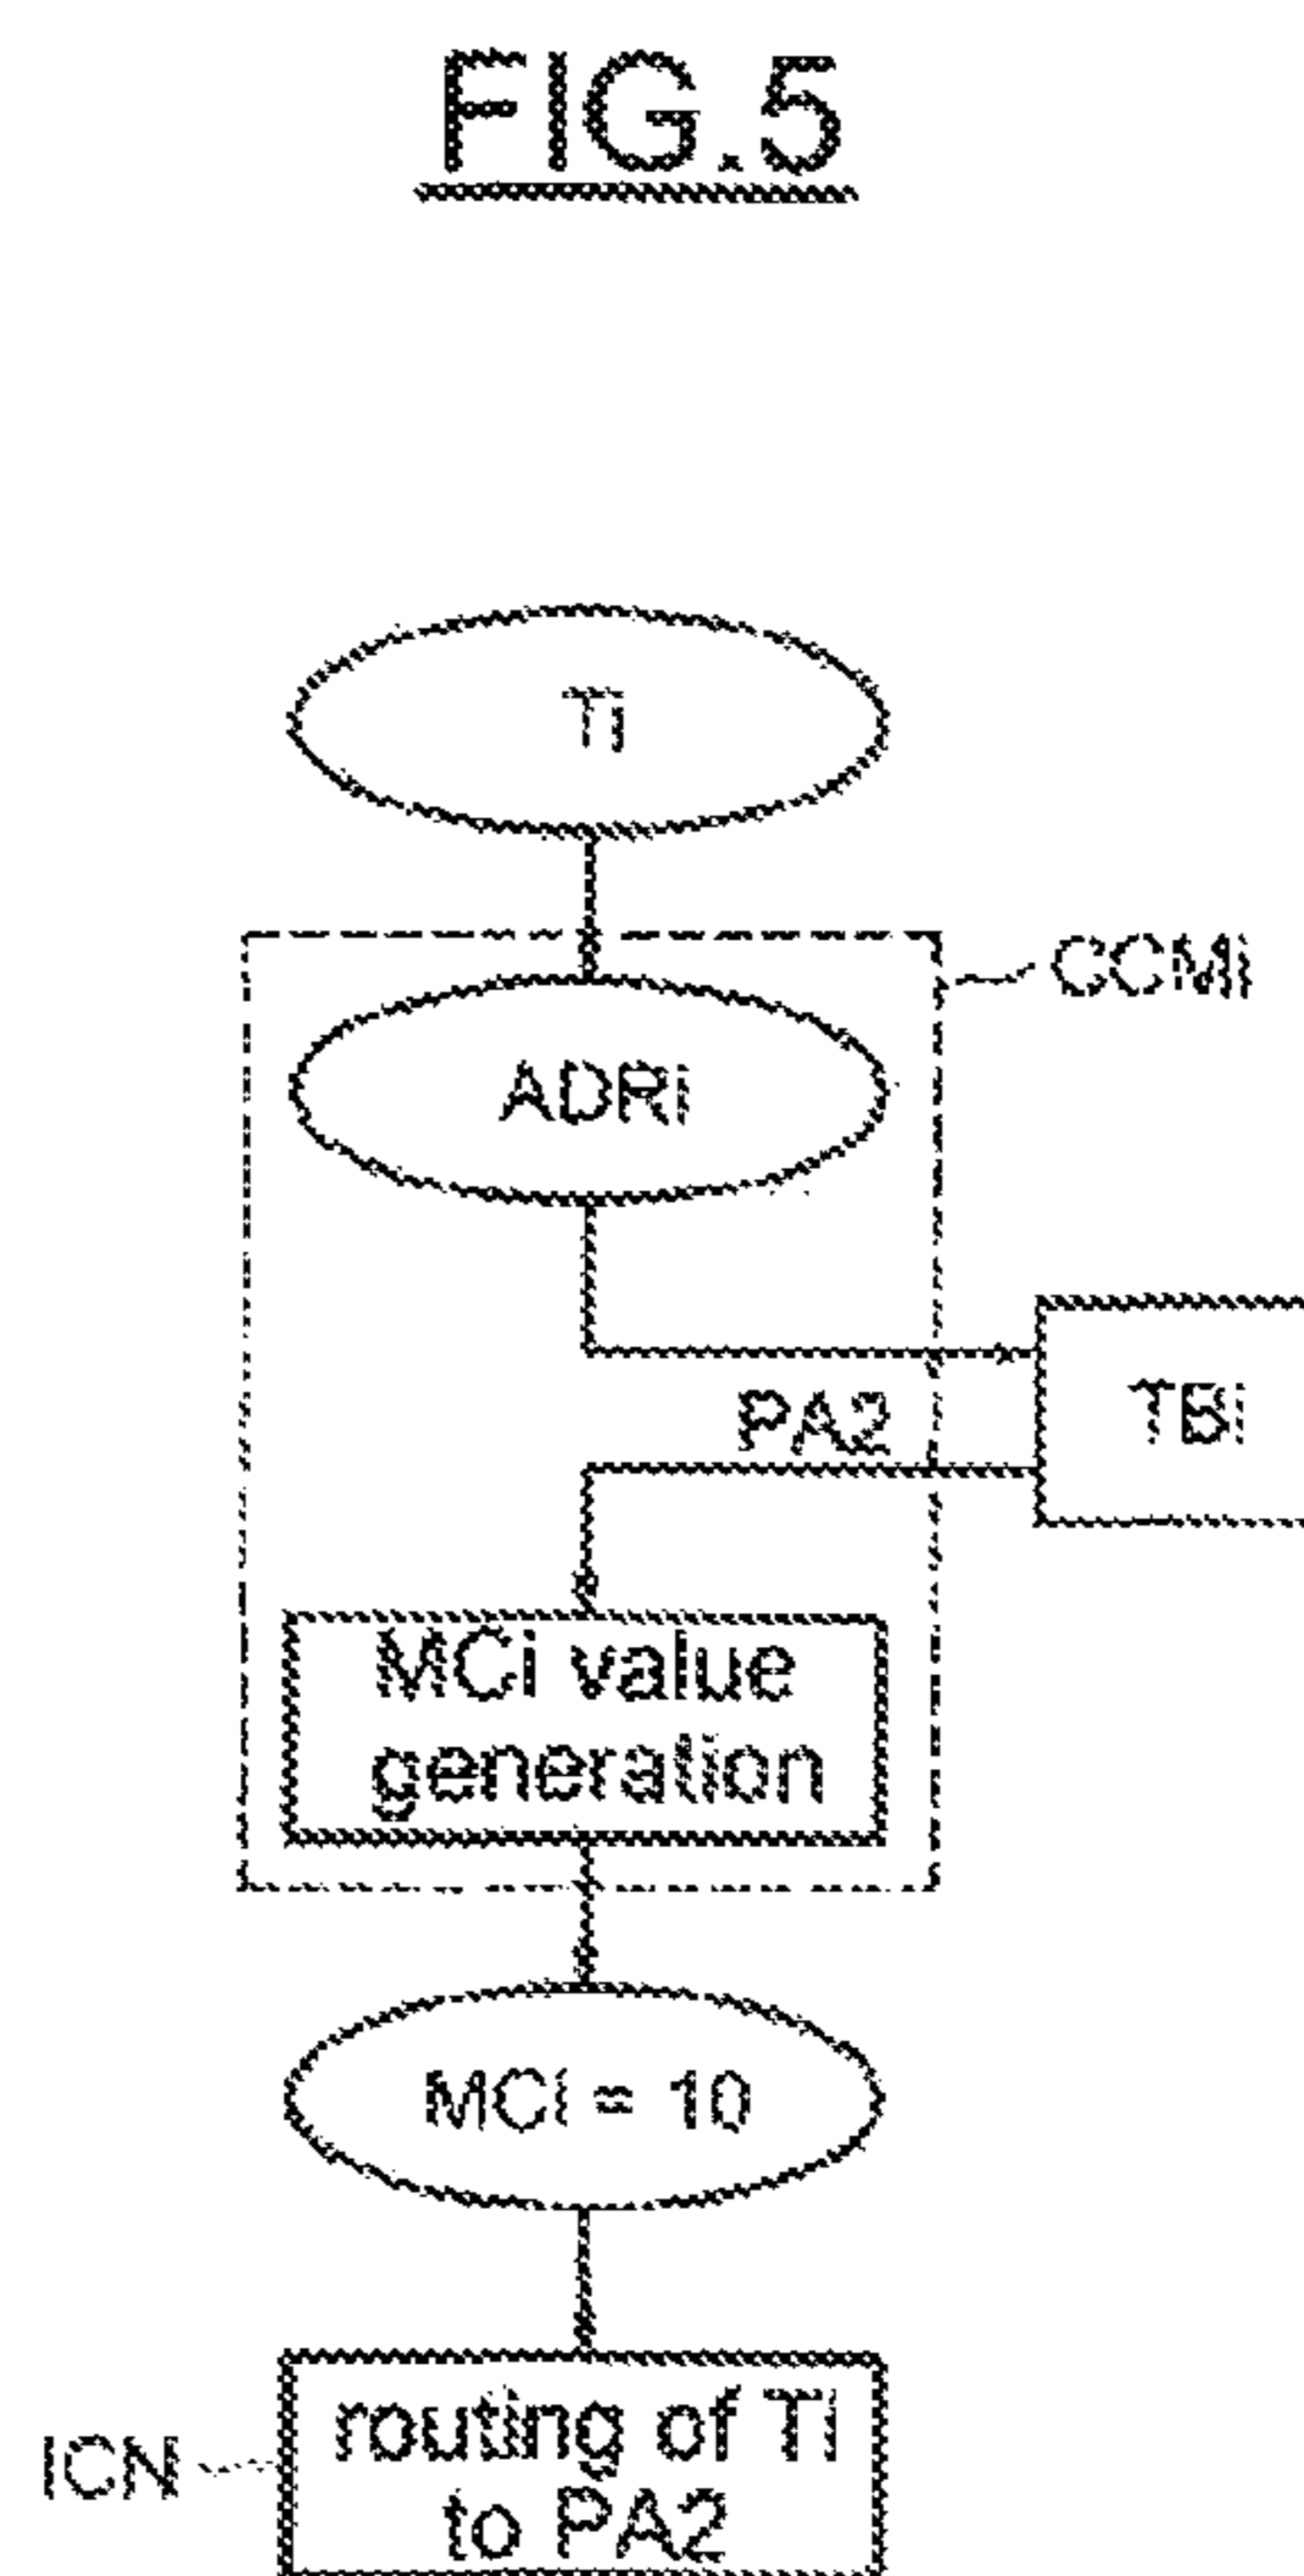 FIG.5
Ti
CCMi
ADRi
PA2
TBi
MCi value
generation
MCi = 10
ICN
routing of Ti
to PA2